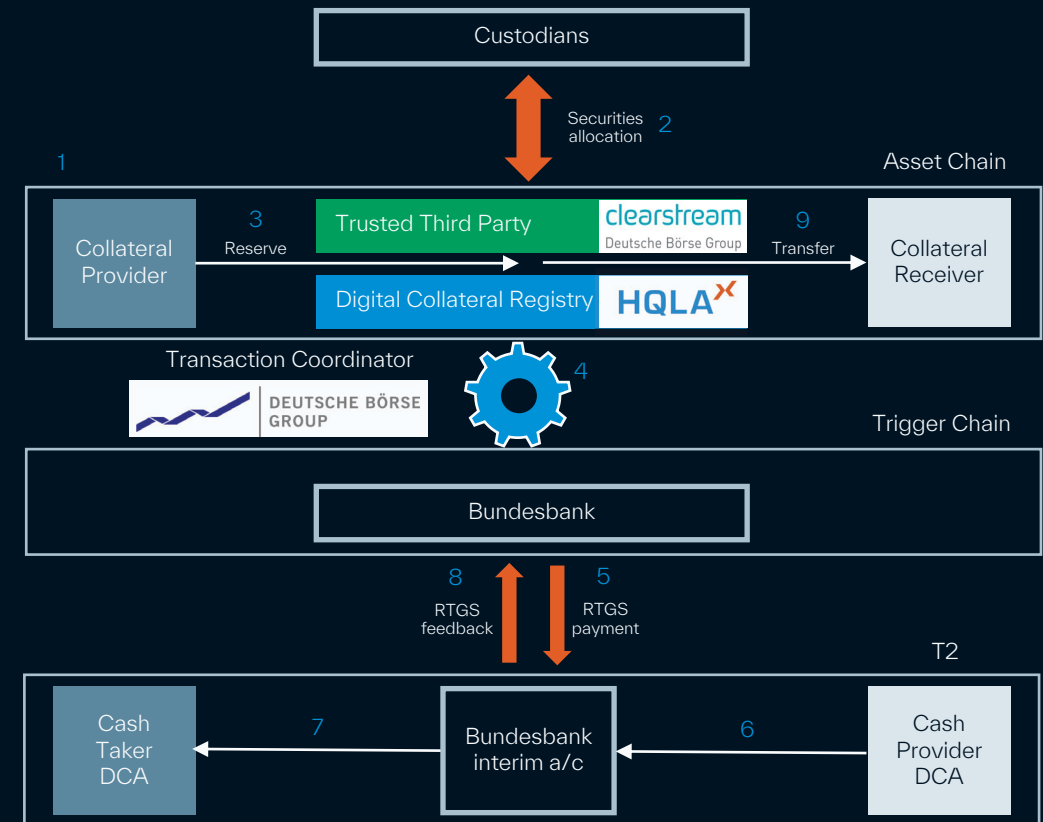 Custodians
Securities
allocation
2
1
Asset Chain
Collateral
Provider
3
Reserve
Trusted Third Party
clearstream
Deutsche Börse Group
9
Transfer
Collateral
Receiver
Digital Collateral Registry
HQLAX
Transaction Coordinator
DEUTSCHE BÖRSE
GROUP
4
Trigger Chain
Bundesbank
8
RTGS
feedback
5
RTGS
payment
T2
Cash
Taker
DCA
7
Bundesbank
interim a/c
6
Cash
Provider
DCA